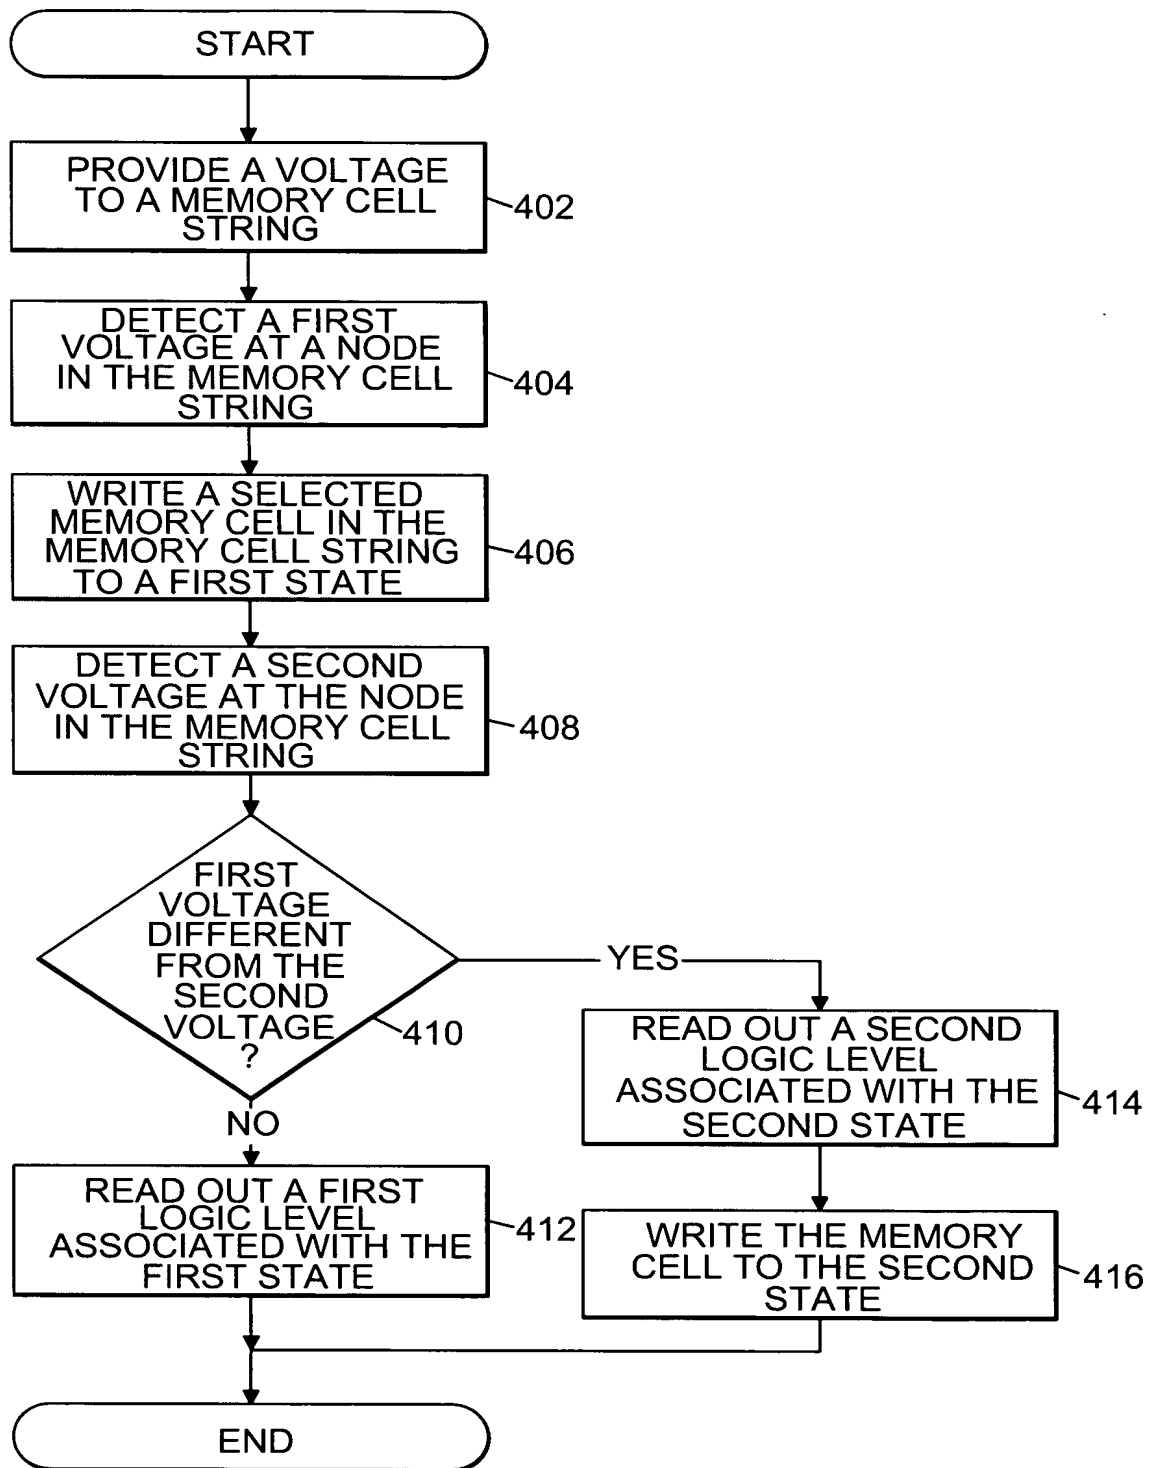 START
PROVIDE A VOLTAGE
TO A MEMORY CELL
STRING
402
DETECT A FIRST
VOLTAGE AT A NODE
IN THE MEMORY CELL
STRING
404
WRITE A SELECTED
MEMORY CELL IN THE
MEMORY CELL STRING
TO A FIRST STATE
406
DETECT A SECOND
VOLTAGE AT THE NODE
IN THE MEMORY CELL
STRING
408
FIRST
VOLTAGE
DIFFERENT
FROM THE
SECOND
VOLTAGE
?
410
YES
NO
READ OUT A SECOND
LOGIC LEVEL
ASSOCIATED WITH THE
SECOND STATE
414
READ OUT A FIRST
LOGIC LEVEL
ASSOCIATED WITH THE
FIRST STATE
412
WRITE THE MEMORY
CELL TO THE SECOND
STATE
416
END